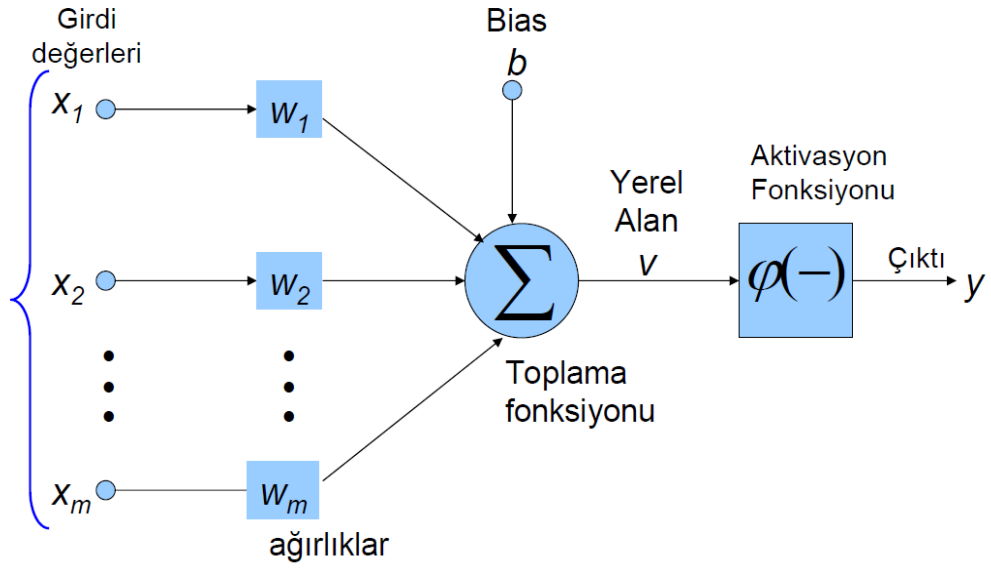 Girdi
değerleri
Bias
b
x1
w1
Aktivasyon
Fonksiyonu
Yerel
Alan
v
x2
w2
∑
φ(−)
Çıktı
y
Toplama
fonksiyonu
xm
wm
ağırlıklar